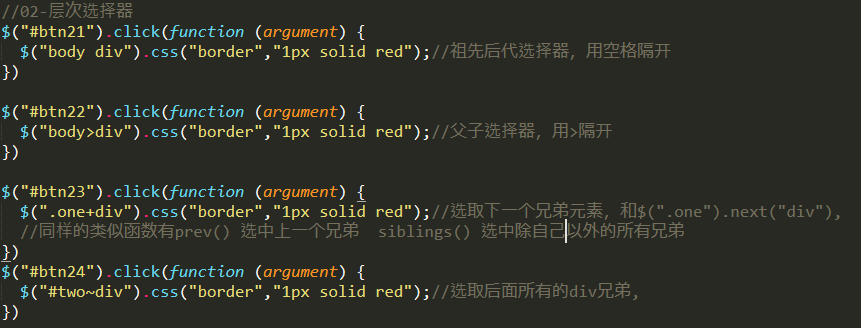 //02-层次选择器
$("#btn21").click(function (argument) {
  $("body div").css("border","1px solid red");//祖先后代选择器，用空格隔开
})

$("#btn22").click(function (argument) {
  $("body>div").css("border","1px solid red");//父子选择器，用>隔开
})

$("#btn23").click(function (argument) {
  $(".one+div").css("border","1px solid red");//选取下一个兄弟元素，和$(".one").next("div"),
  //同样的类似函数有prev() 选中上一个兄弟  siblings() 选中除自己以外的所有兄弟
})
$("#btn24").click(function (argument) {
  $("#two~div").css("border","1px solid red");//选取后面所有的div兄弟,
})